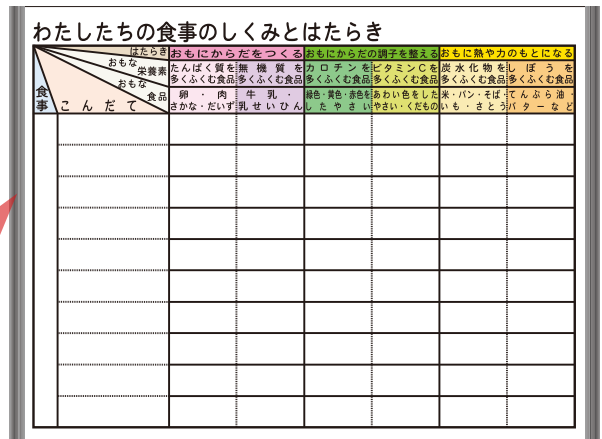 わたしたちの食事のしくみとはたらき
はたらき
おもな
栄養素
おもな
食品
食事
こんだて
おもにからだをつくる
おもにからだの調子を整える
おもに熱や力のもとになる
たんぱく質を
多くふくむ食品
無機質を
多くふくむ食品
カロチンを
多くふくむ食品
ビタミンCを
多くふくむ食品
炭水化物を
多くふくむ食品
しぼうを
多くふくむ食品
卵・肉
さかな・だいず
牛乳・
乳せいひん
緑色・黄色・赤色を
したやさい
あわい色をした
やさい・くだもの
米・パン・そば・
いも・さとう
てんぷら油・
バターなど